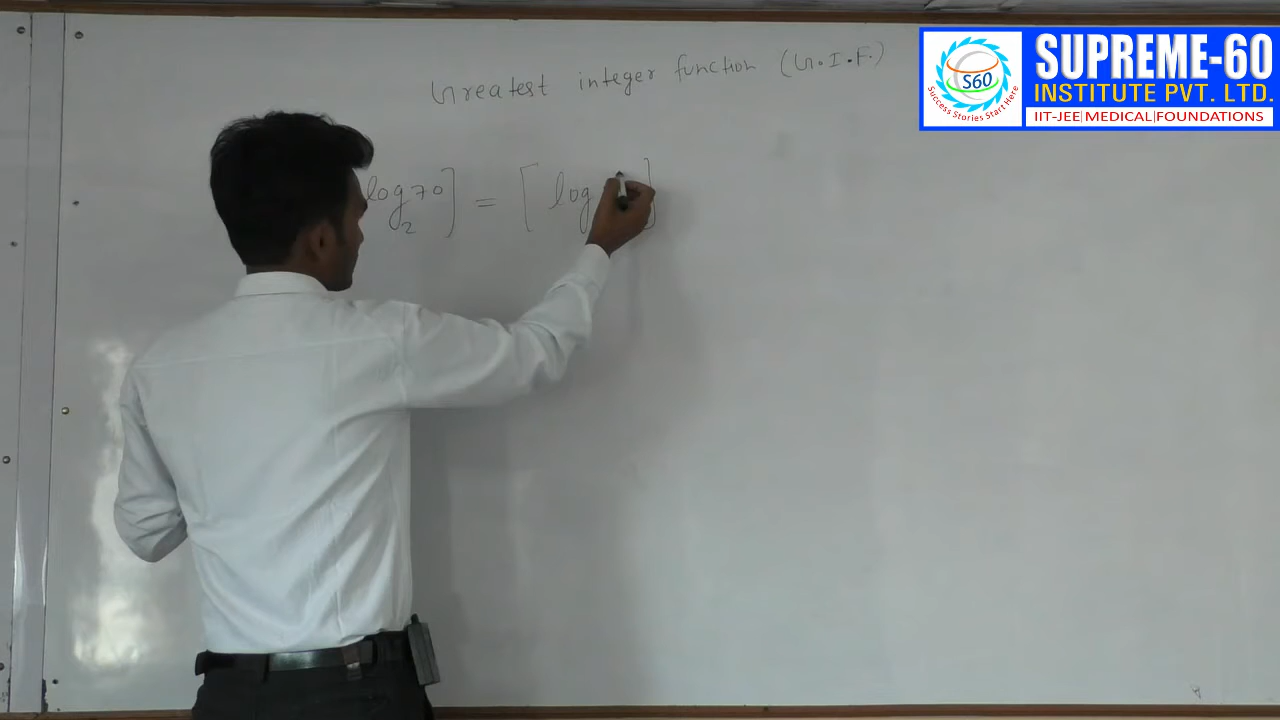 Greatest integer function (G.I.F.)
log₂70] = [ log ]
SUPREME-60
INSTITUTE PVT. LTD.
IIT-JEE|MEDICAL|FOUNDATIONS
S60
Success Stories Start Here